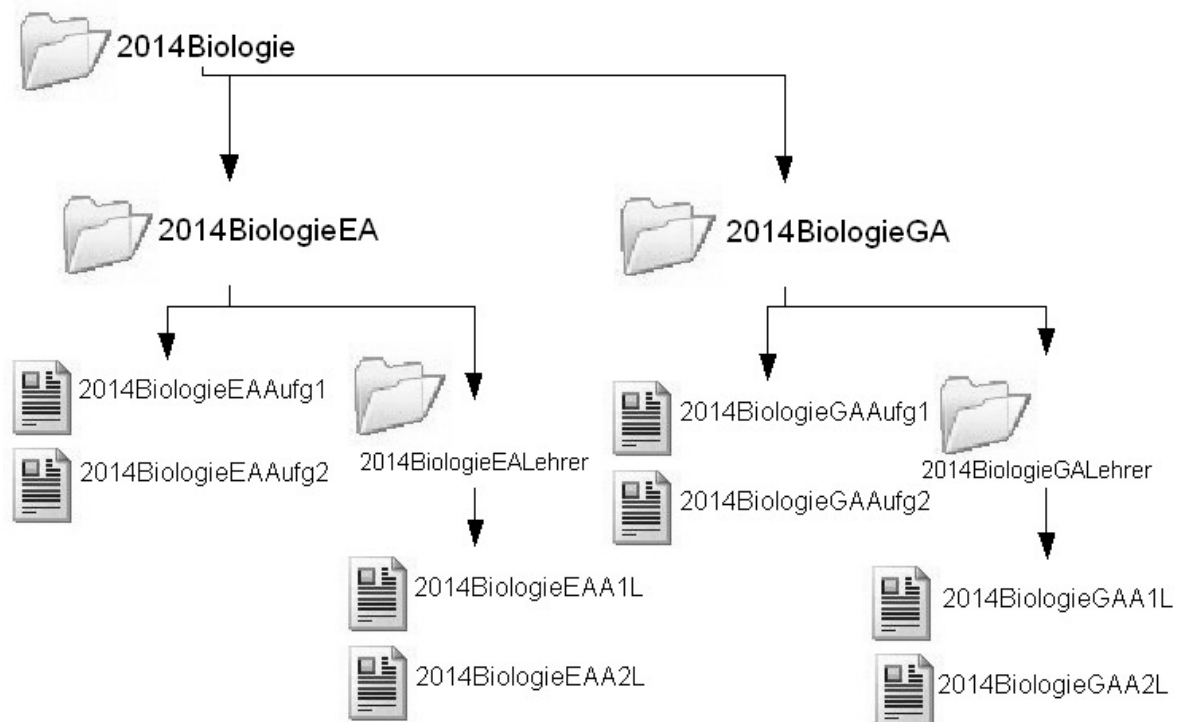 2014Biologie
2014BiologieEA
2014BiologieGA
2014BiologieEAAufg1
2014BiologieEAAufg2
2014BiologieEALehrer
2014BiologieGAAufg1
2014BiologieGAAufg2
2014BiologieGALehrer
2014BiologieEAA1L
2014BiologieEAA2L
2014BiologieGAA1L
2014BiologieGAA2L